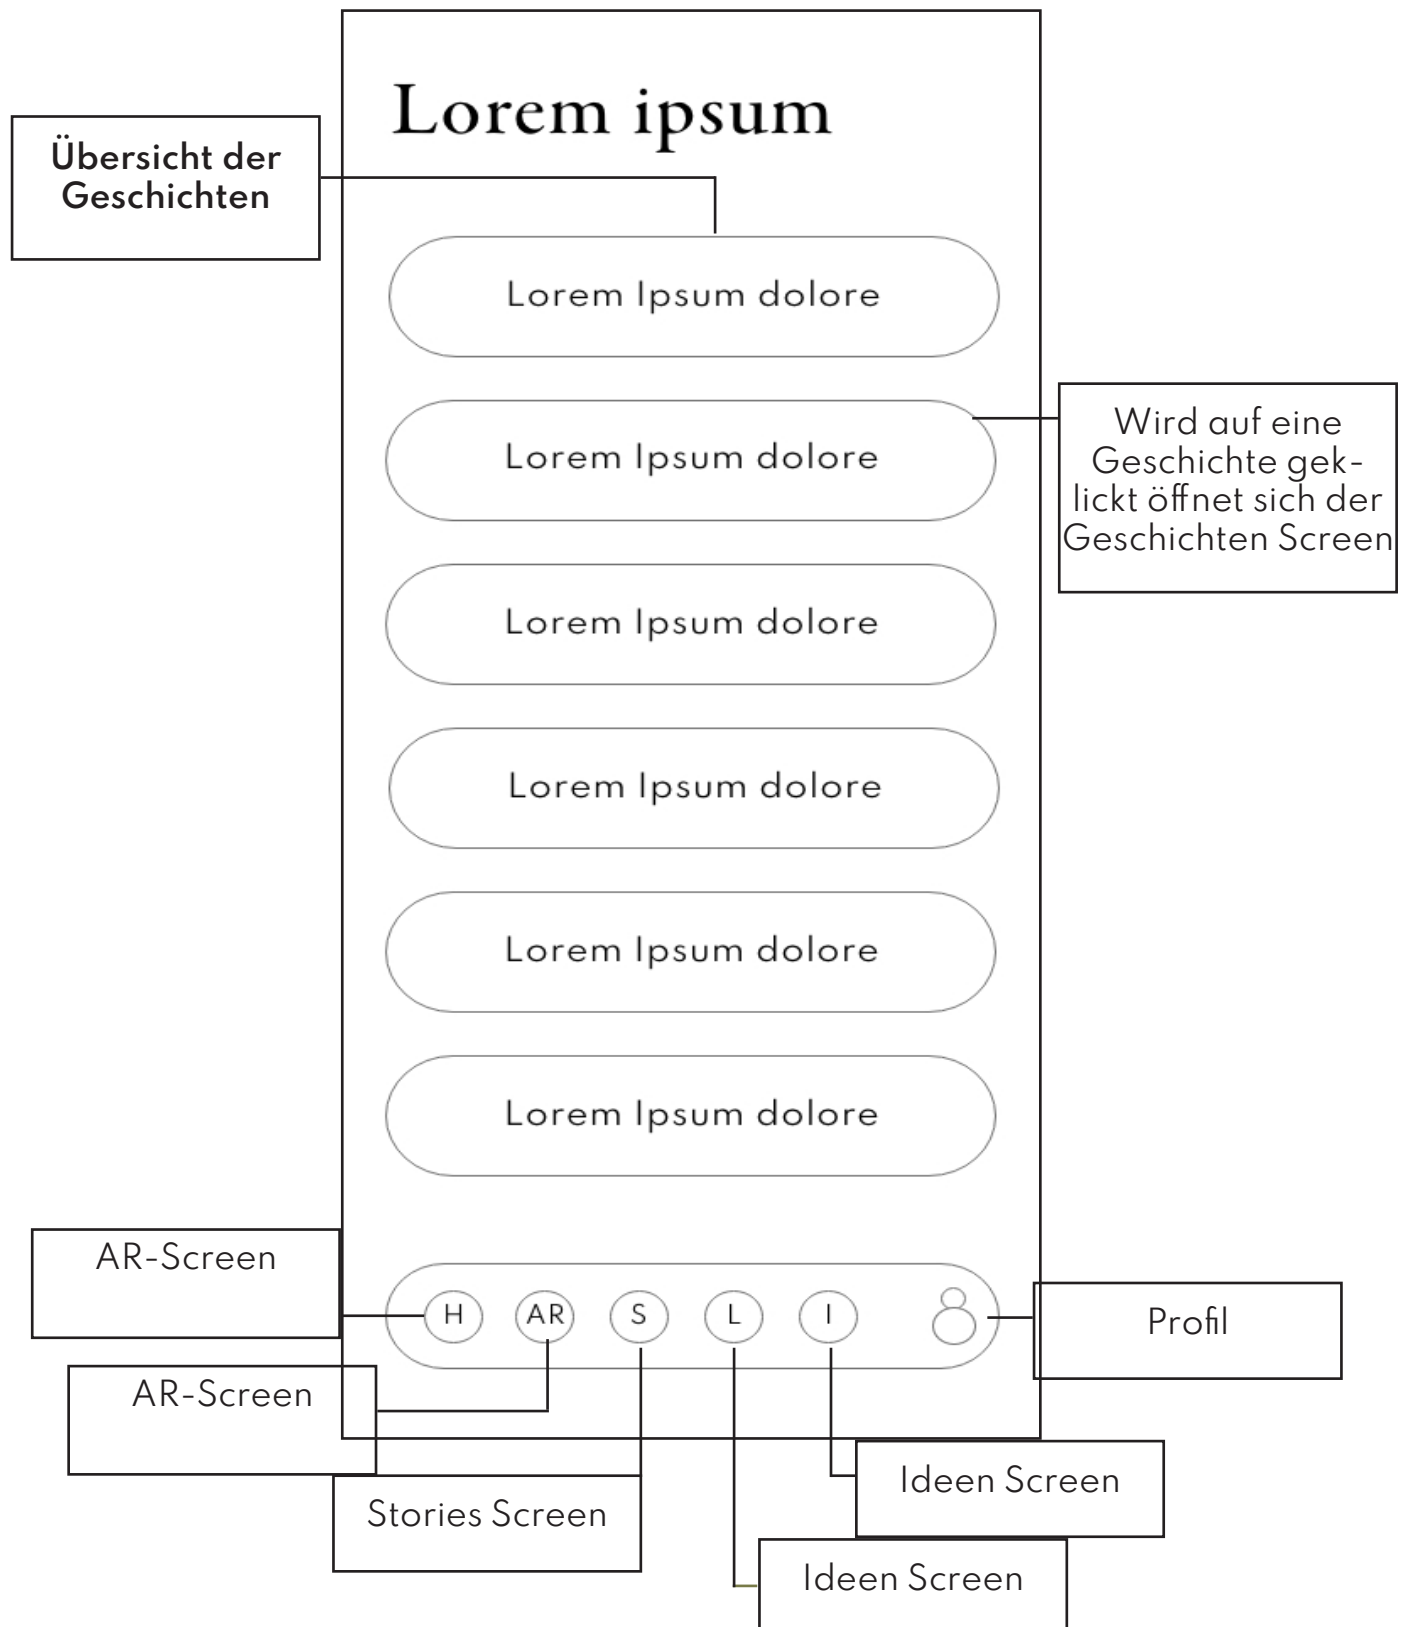 Lorem ipsum
Übersicht der
Geschichten
Lorem Ipsum dolore
Wird auf eine
Geschichte gek-
lickt öffnet sich der
Geschichten Screen
Lorem Ipsum dolore
Lorem Ipsum dolore
Lorem Ipsum dolore
Lorem Ipsum dolore
Lorem Ipsum dolore
AR-Screen
H
AR
S
L
I
Profil
AR-Screen
Ideen Screen
Stories Screen
Ideen Screen